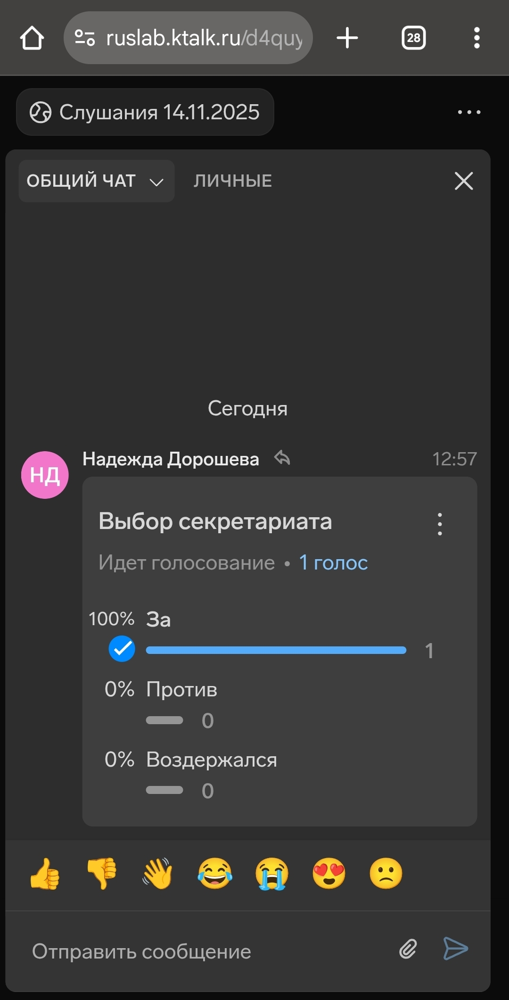 ruslab.ktalk.ru/d4quy
28
Слушания 14.11.2025
ОБЩИЙ ЧАТ ЛИЧНЫЕ
Сегодня
НД
Надежда Дорошева 12:57
Выбор секретариата
Идет голосование • 1 голос
100% За
1
0% Против
0
0% Воздержался
0
Отправить сообщение